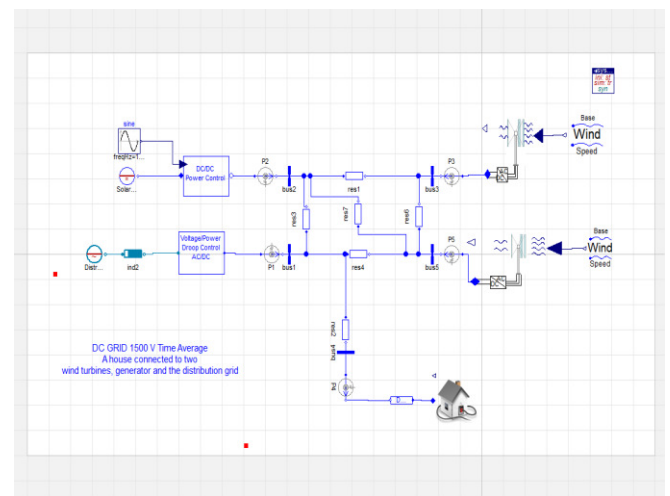 sine
freqHz=1...
Solar...
DC/DC
Power Control
P2
bus2
res1
bus3
P3
Base
Wind
Speed
res3
res7
res6
Distr...
ind2
Voltage/Power
Droop Control
AC/DC
P1
bus1
res4
bus5
P5
Base
Wind
Speed
res2
bus4
P4
D...
DC GRID 1500 V Time Average
A house connected to two
wind turbines, generator and the distribution grid